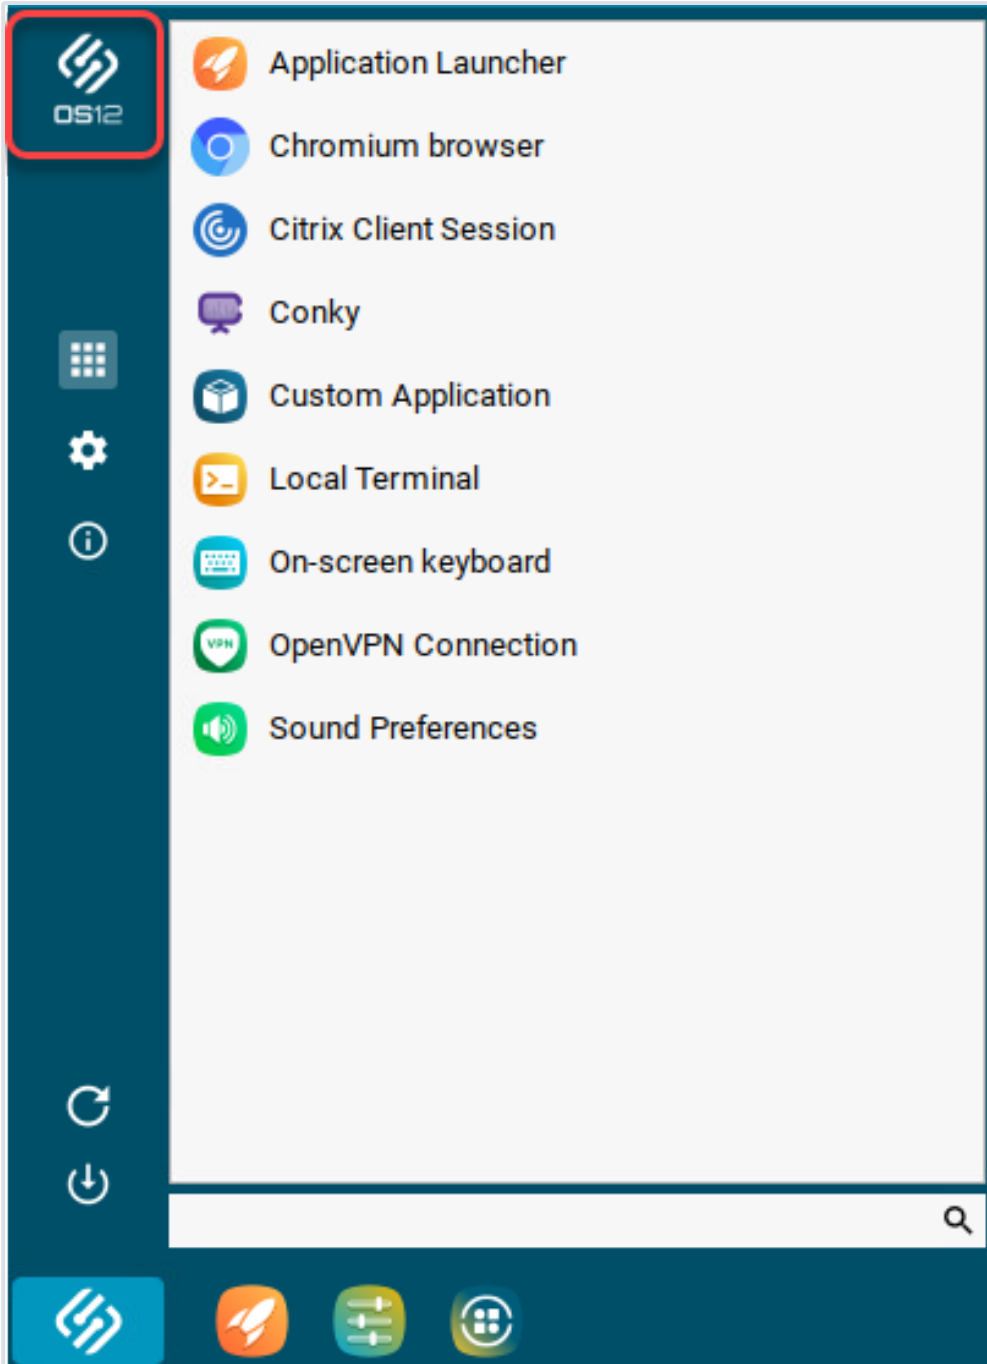 OS12
Application Launcher
Chromium browser
Citrix Client Session
Conky
Custom Application
Local Terminal
On-screen keyboard
VPN
OpenVPN Connection
Sound Preferences